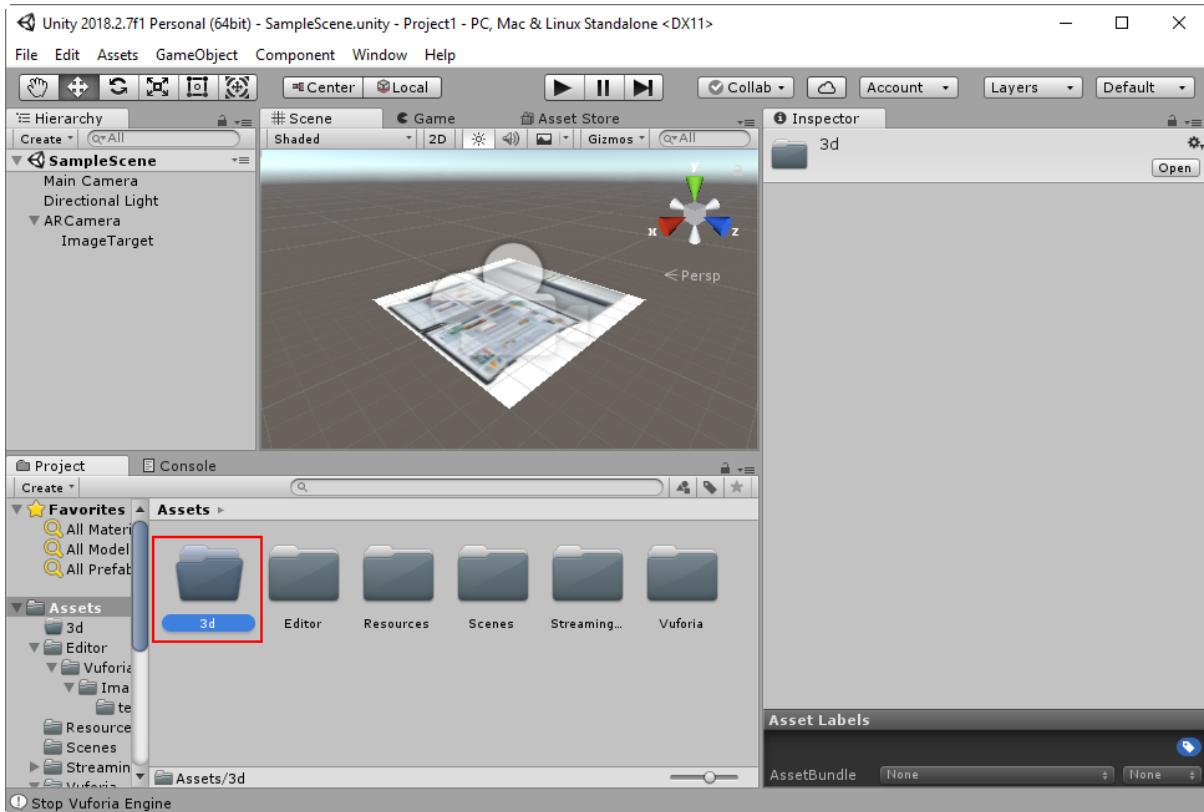 Unity 2018.2.7f1 Personal (64bit) - SampleScene.unity - Project1 - PC, Mac & Linux Standalone <DX11>
File Edit Assets GameObject Component Window Help
Center Local Collab Account Layers Default
Hierarchy
Create All
SampleScene
Main Camera
Directional Light
ARCamera
ImageTarget
Scene Game Asset Store
Shaded 2D Gizmos All
y
x z
Persp
Inspector
3d
Open
Project Console
Create
Favorites
All Materi
All Model
All Prefab
Assets
3d
Editor
Vuforia
Ima
te
Resource
Scenes
Streamin
Vuforia
Assets
3d Editor Resources Scenes Streaming... Vuforia
Assets/3d
Asset Labels
AssetBundle None None
Stop Vuforia Engine